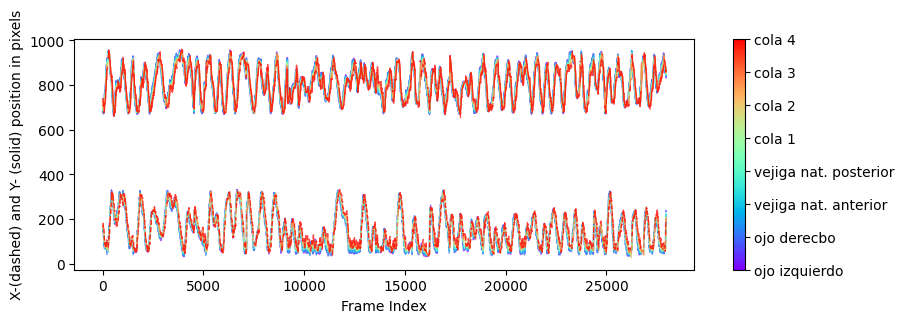 X-(dashed) and Y- (solid) position in pixels
1000
800
600
400
200
0
0 5000 10000 15000 20000 25000
Frame Index
cola 4
cola 3
cola 2
cola 1
vejiga nat. posterior
vejiga nat. anterior
ojo derecbo
ojo izquierdo